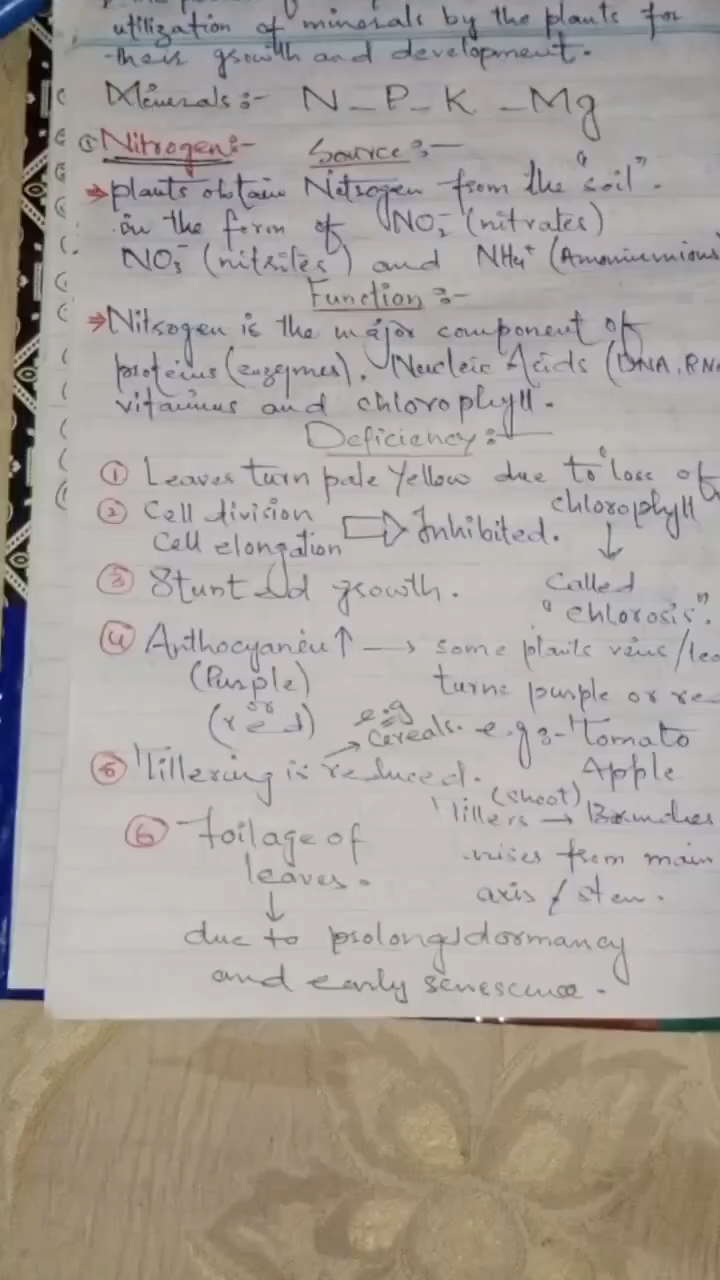 utilization of minerals by the plants for
their growth and development.
Minerals:- N - P - K - Mg
① Nitrogen:- Source:-
⇒ plants obtain Nitrogen from the "soil".
in the form of NO₂⁻ (nitrates)
NO₃⁻ (nitrites) and NH₄⁺ (Amoniumious
Function:-
⇒ Nitrogen is the major component of
proteins (enzymes). Nucleic Acids (DNA, RNA
vitamins and chlorophyll.
Deficiency:-
① Leaves turn pale Yellow due to loss of
chlorophyll
↓
called
"chlorosis".
② Cell division
Cell elongation ⇒ Inhibited.
③ Stunted growth.
④ Anthocyanin ↑ → some plants veins/lea
(Purple) turns purple or re
or
(red)
e.g:- Tomato
Apple
⑤ Tillering is reduced. → e.g Cereals.
Tillers (shoot) → Branches
arises from main
axis / stem.
⑥ Foilage of
leaves.
↓
due to prolonged dormancy
and early senescence.